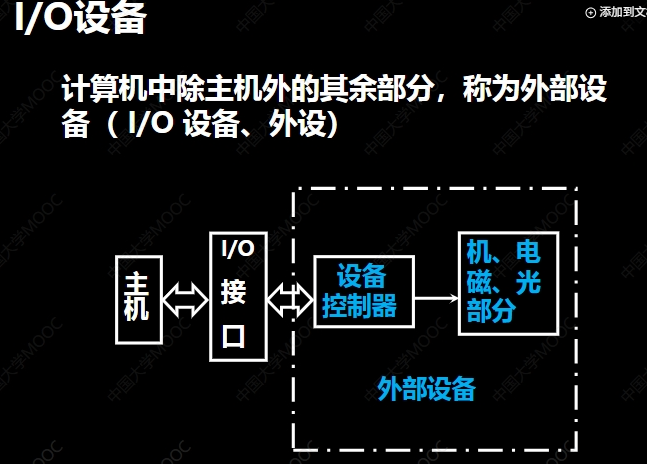 I/O设备
添加到文
计算机中除主机外的其余部分，称为外部设
备（ I/O 设备、外设）
主
机
I/O
接
口
设备
控制器
机、电
磁、光
部分
外部设备
中国大学MOOC